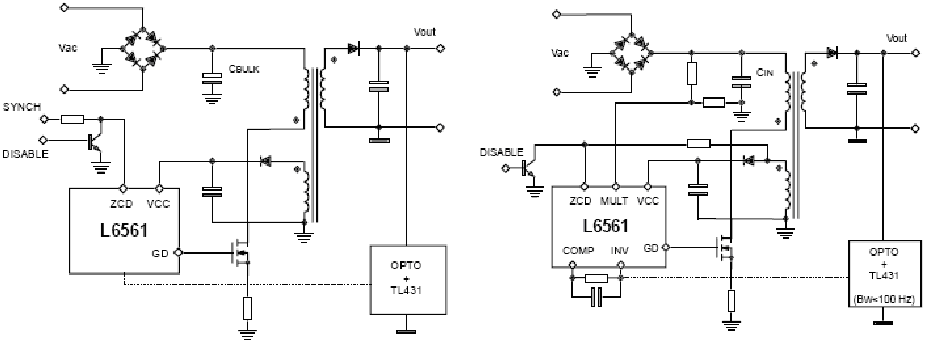 Vac
CBULK
Vout
SYNCH
DISABLE
ZCD VCC
L6561
GD
OPTO
+
TL431
Vac
CIN
Vout
DISABLE
ZCD MULT VCC
L6561
COMP INV
GD
OPTO
+
TL431
(BW<100 Hz)